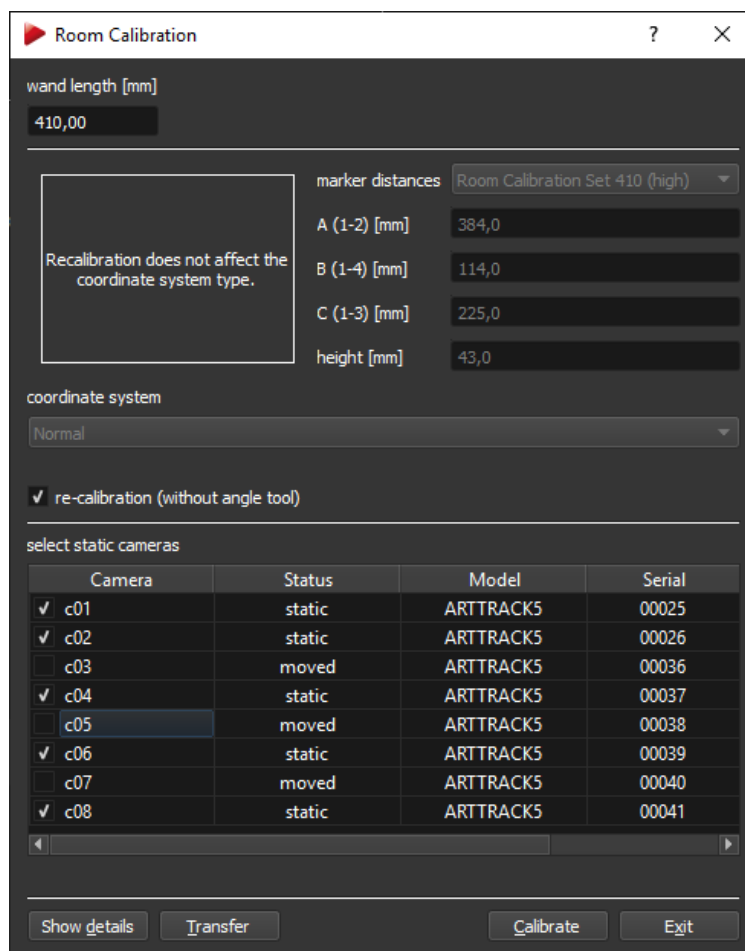 Room Calibration ? ×
wand length [mm]
410,00
marker distances Room Calibration Set 410 (high)
A (1-2) [mm] 384,0
Recalibration does not affect the
coordinate system type.
B (1-4) [mm] 114,0
C (1-3) [mm] 225,0
height [mm] 43,0
coordinate system
Normal
re-calibration (without angle tool)
select static cameras
Camera Status Model Serial
c01 static ARTTRACK5 00025
c02 static ARTTRACK5 00026
c03 moved ARTTRACK5 00036
c04 static ARTTRACK5 00037
c05 moved ARTTRACK5 00038
c06 static ARTTRACK5 00039
c07 moved ARTTRACK5 00040
c08 static ARTTRACK5 00041
Show details Transfer Calibrate Exit